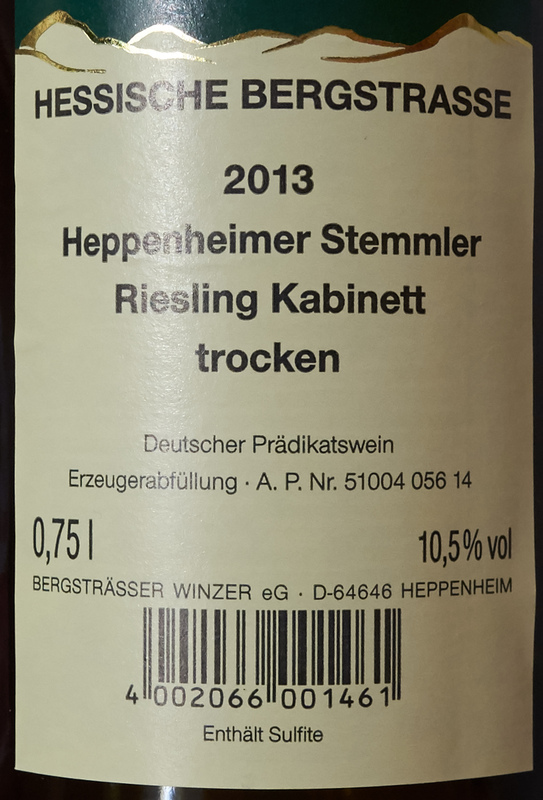 HESSISCHE BERGSTRASSE
2013
Heppenheimer Stemmler
Riesling Kabinett
trocken
Deutscher Prädikatswein
Erzeugerabfüllung · A. P. Nr. 51004 056 14
0,75 l 10,5 % vol
BERGSTRÄSSER WINZER eG · D-64646 HEPPENHEIM
4 002066 001461
Enthält Sulfite